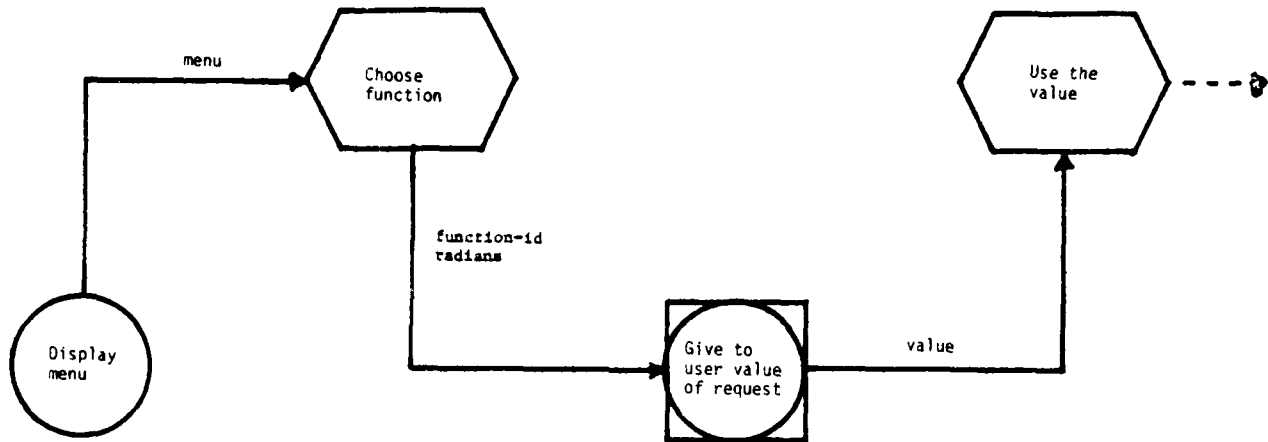 menu
Choose
function
Use the
value
function-id
radians
Display
menu
Give to
user value
of request
value